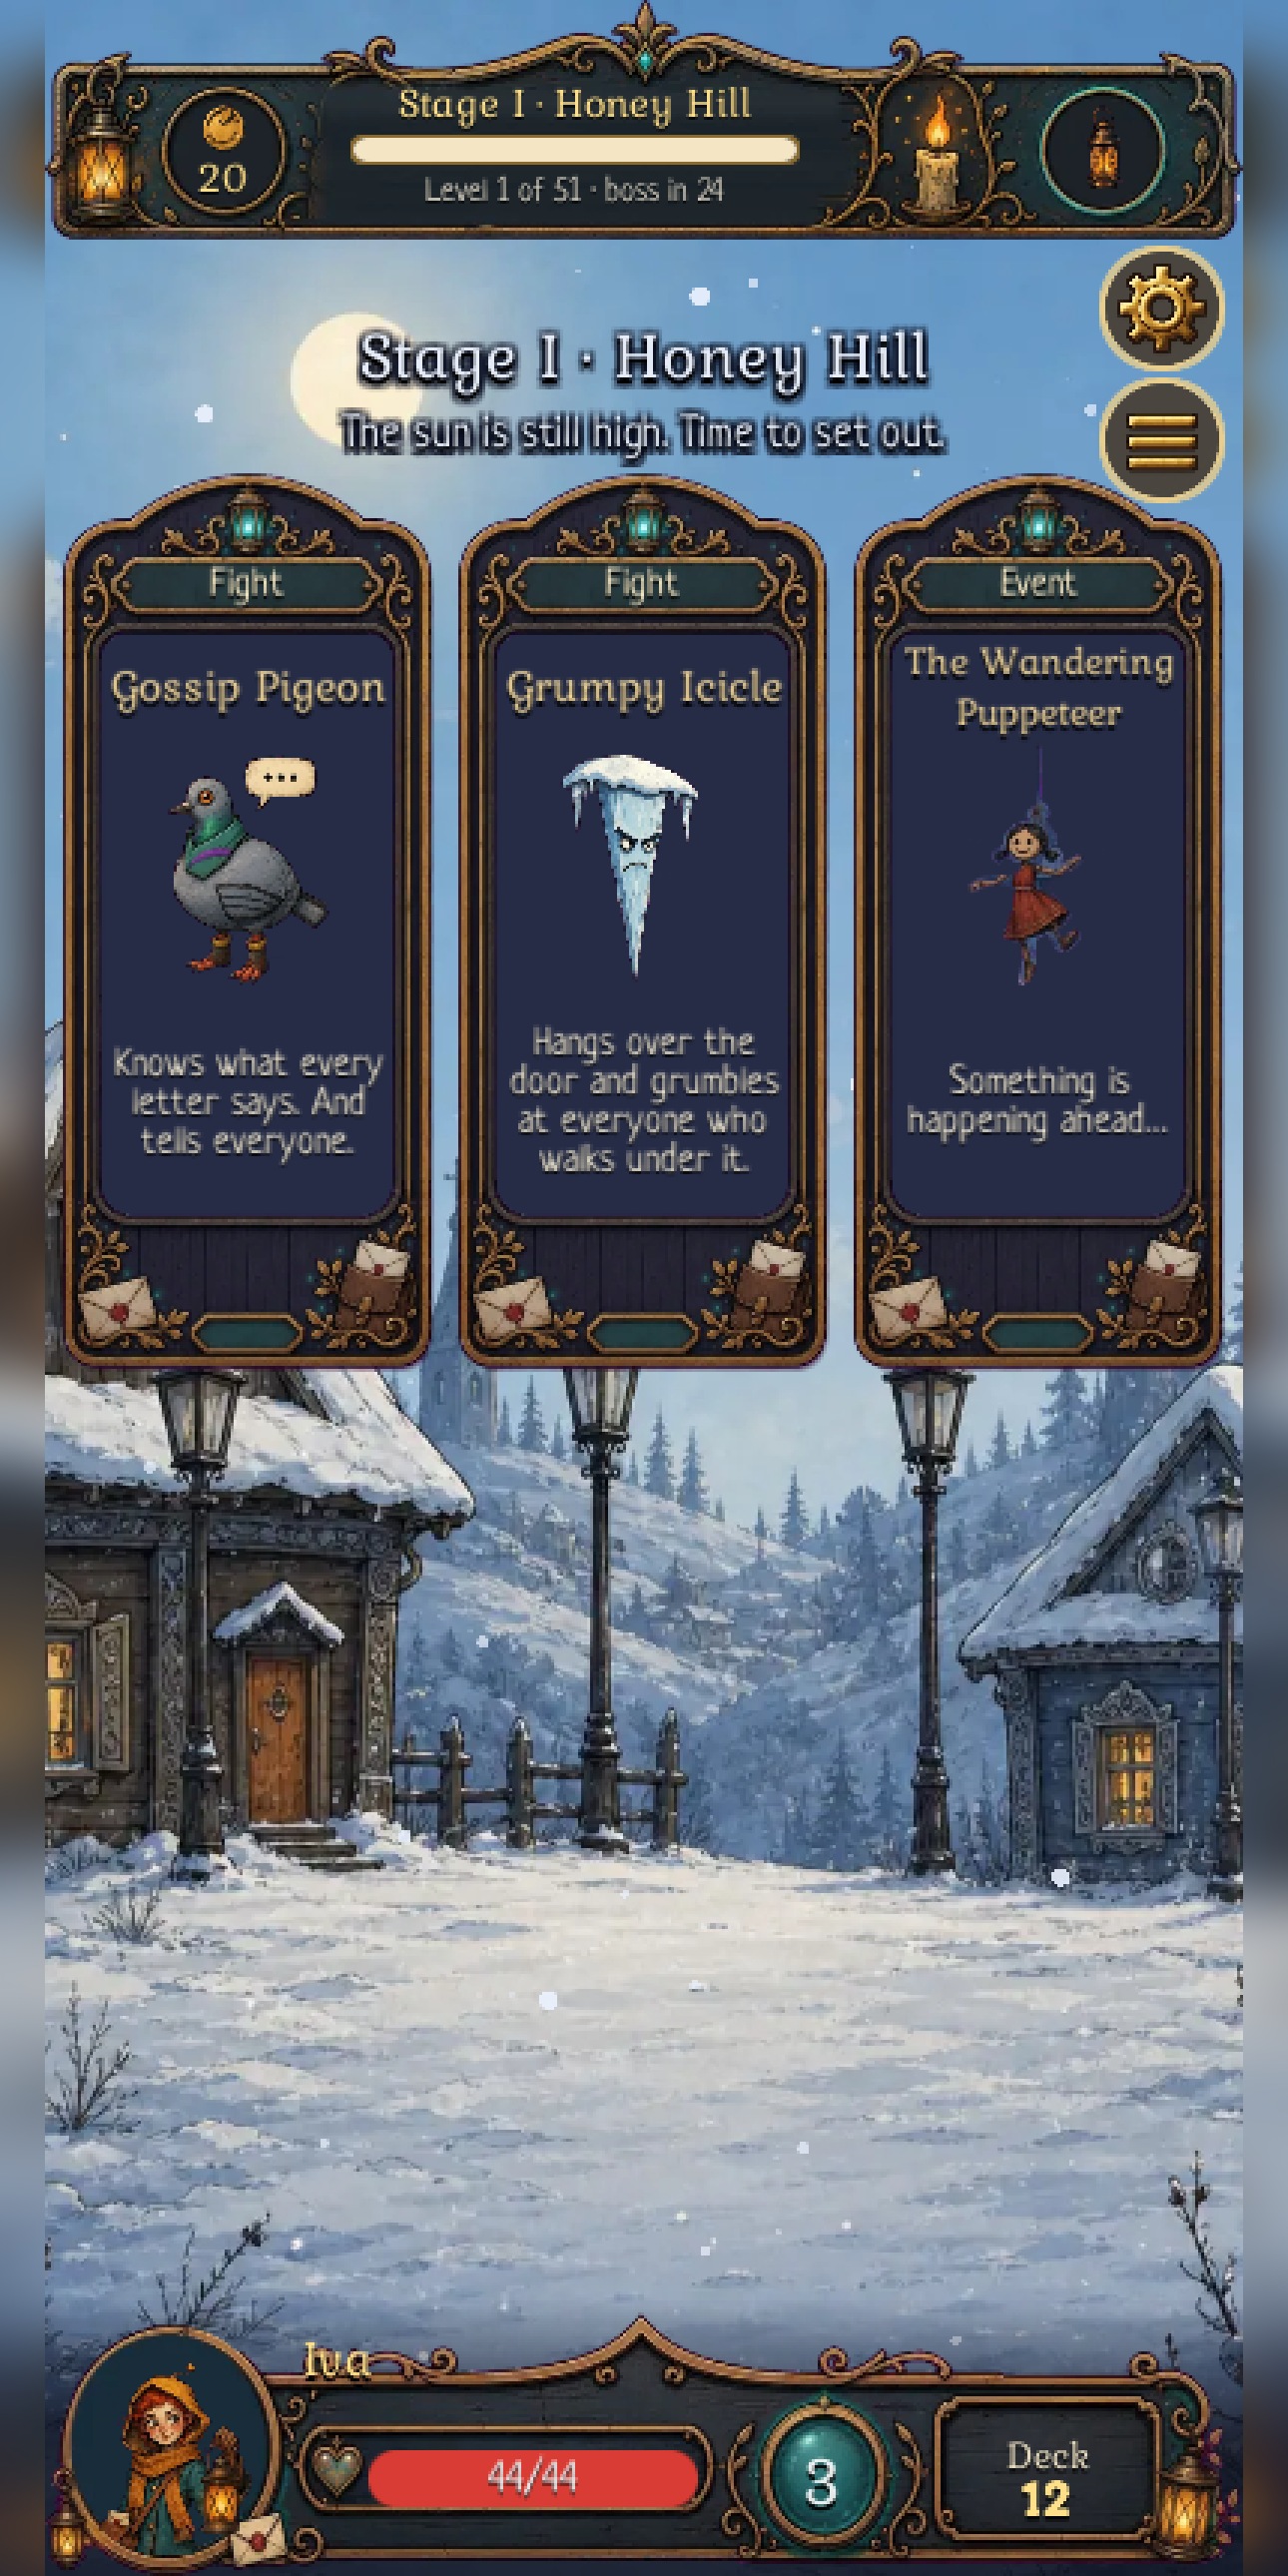 20
Stage I · Honey Hill
Level 1 of 51 · boss in 24
Stage I · Honey Hill
The sun is still high. Time to set out.
Fight
Gossip Pigeon
Knows what every
letter says. And
tells everyone.
Fight
Grumpy Icicle
Hangs over the
door and grumbles
at everyone who
walks under it.
Event
The Wandering
Puppeteer
Something is
happening ahead...
Iva
44/44
3
Deck
12